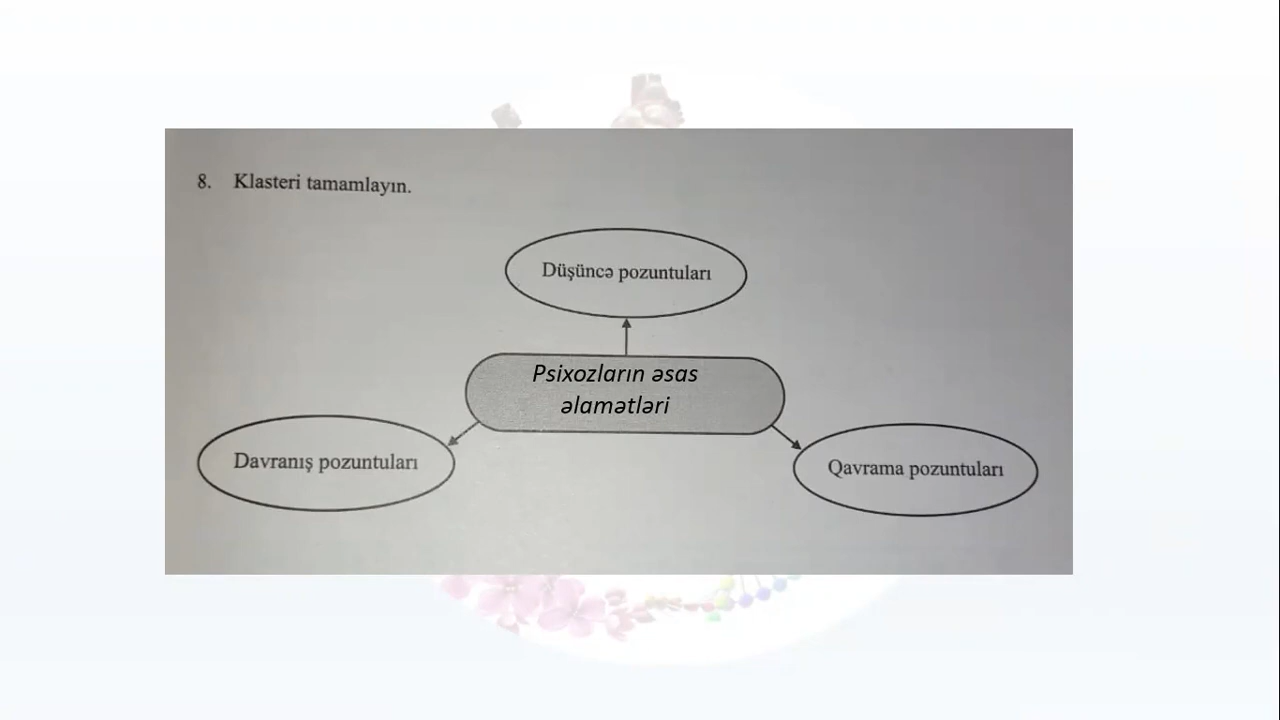 8. Klasteri tamamlayın.
Düşüncə pozuntuları
Psixozların əsas
əlamətləri
Davranış pozuntuları
Qavrama pozuntuları